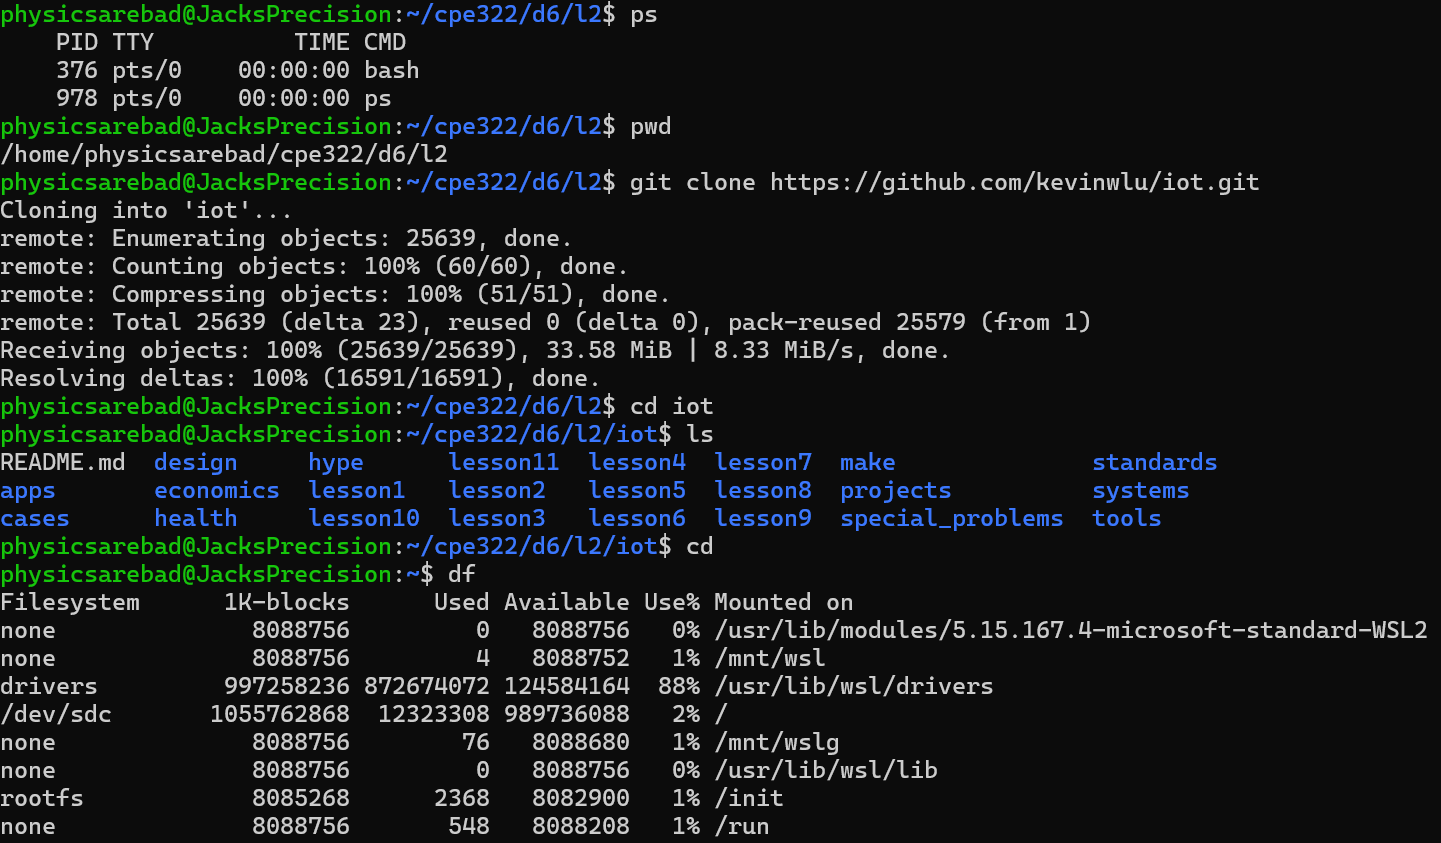 physicsarebad@JacksPrecision:~/cpe322/d6/l2$ ps
    PID TTY          TIME CMD
    376 pts/0    00:00:00 bash
    978 pts/0    00:00:00 ps
physicsarebad@JacksPrecision:~/cpe322/d6/l2$ pwd
/home/physicsarebad/cpe322/d6/l2
physicsarebad@JacksPrecision:~/cpe322/d6/l2$ git clone https://github.com/kevinwlu/iot.git
Cloning into 'iot'...
remote: Enumerating objects: 25639, done.
remote: Counting objects: 100% (60/60), done.
remote: Compressing objects: 100% (51/51), done.
remote: Total 25639 (delta 23), reused 0 (delta 0), pack-reused 25579 (from 1)
Receiving objects: 100% (25639/25639), 33.58 MiB | 8.33 MiB/s, done.
Resolving deltas: 100% (16591/16591), done.
physicsarebad@JacksPrecision:~/cpe322/d6/l2$ cd iot
physicsarebad@JacksPrecision:~/cpe322/d6/l2/iot$ ls
README.md  design     hype      lesson11  lesson4  lesson7  make              standards
apps       economics  lesson1   lesson2   lesson5  lesson8  projects          systems
cases      health     lesson10  lesson3   lesson6  lesson9  special_problems  tools
physicsarebad@JacksPrecision:~/cpe322/d6/l2/iot$ cd
physicsarebad@JacksPrecision:~$ df
Filesystem      1K-blocks      Used Available Use% Mounted on
none              8088756         0   8088756   0% /usr/lib/modules/5.15.167.4-microsoft-standard-WSL2
none              8088756         4   8088752   1% /mnt/wsl
drivers         997258236 872674072 124584164  88% /usr/lib/wsl/drivers
/dev/sdc       1055762868  12323308 989736088   2% /
none              8088756        76   8088680   1% /mnt/wslg
none              8088756         0   8088756   0% /usr/lib/wsl/lib
rootfs            8085268      2368   8082900   1% /init
none              8088756       548   8088208   1% /run